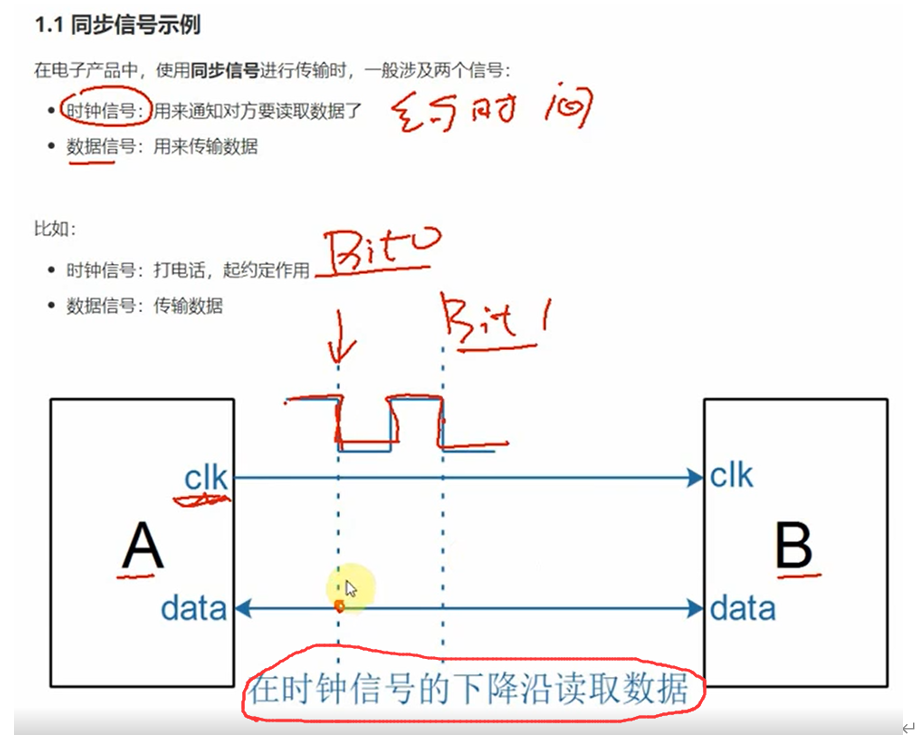 1.1 同步信号示例
在电子产品中，使用同步信号进行传输时，一般涉及两个信号：
• 时钟信号：用来通知对方要读取数据了
时间
• 数据信号：用来传输数据
比如：
Bit0
• 时钟信号：打电话，起约定作用
• 数据信号：传输数据
Bit 1
clk
clk
A
B
data
data
在时钟信号的下降沿读取数据